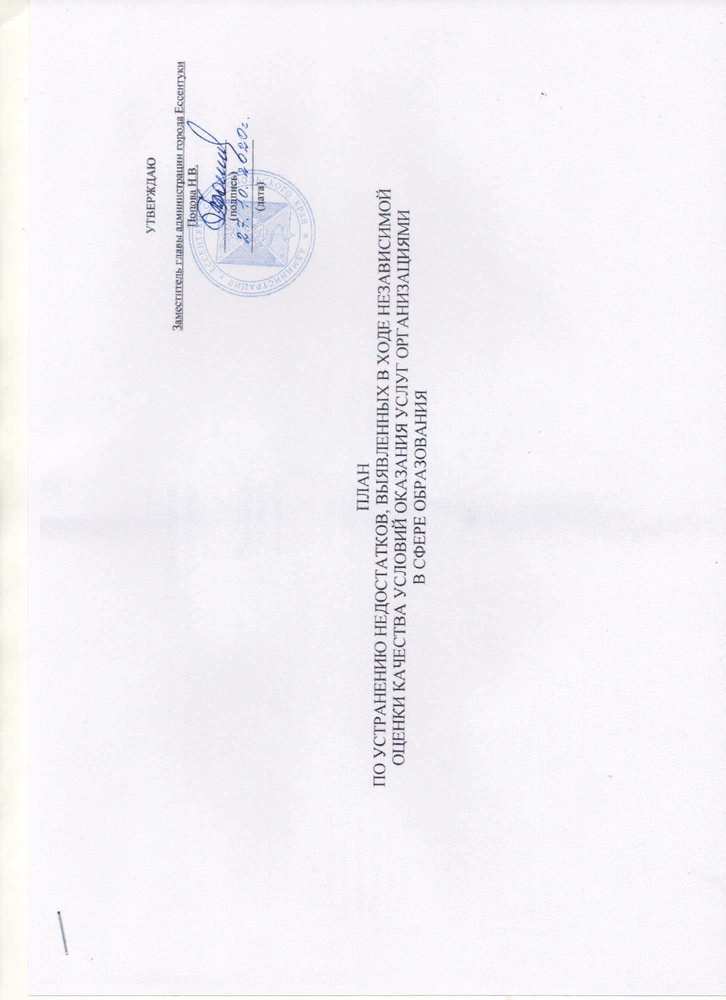 УТВЕРЖДАЮ
Заместитель главы администрации города Ессентуки
Попова Н.В.
(подпись)
27. 10. 2020г.
(дата)
АДМИНИСТРАЦИЯ г. ЕССЕНТУКИ КРАЯ *
ПЛАН
ПО УСТРАНЕНИЮ НЕДОСТАТКОВ, ВЫЯВЛЕННЫХ В ХОДЕ НЕЗАВИСИМОЙ
ОЦЕНКИ КАЧЕСТВА УСЛОВИЙ ОКАЗАНИЯ УСЛУГ ОРГАНИЗАЦИЯМИ
В СФЕРЕ ОБРАЗОВАНИЯ